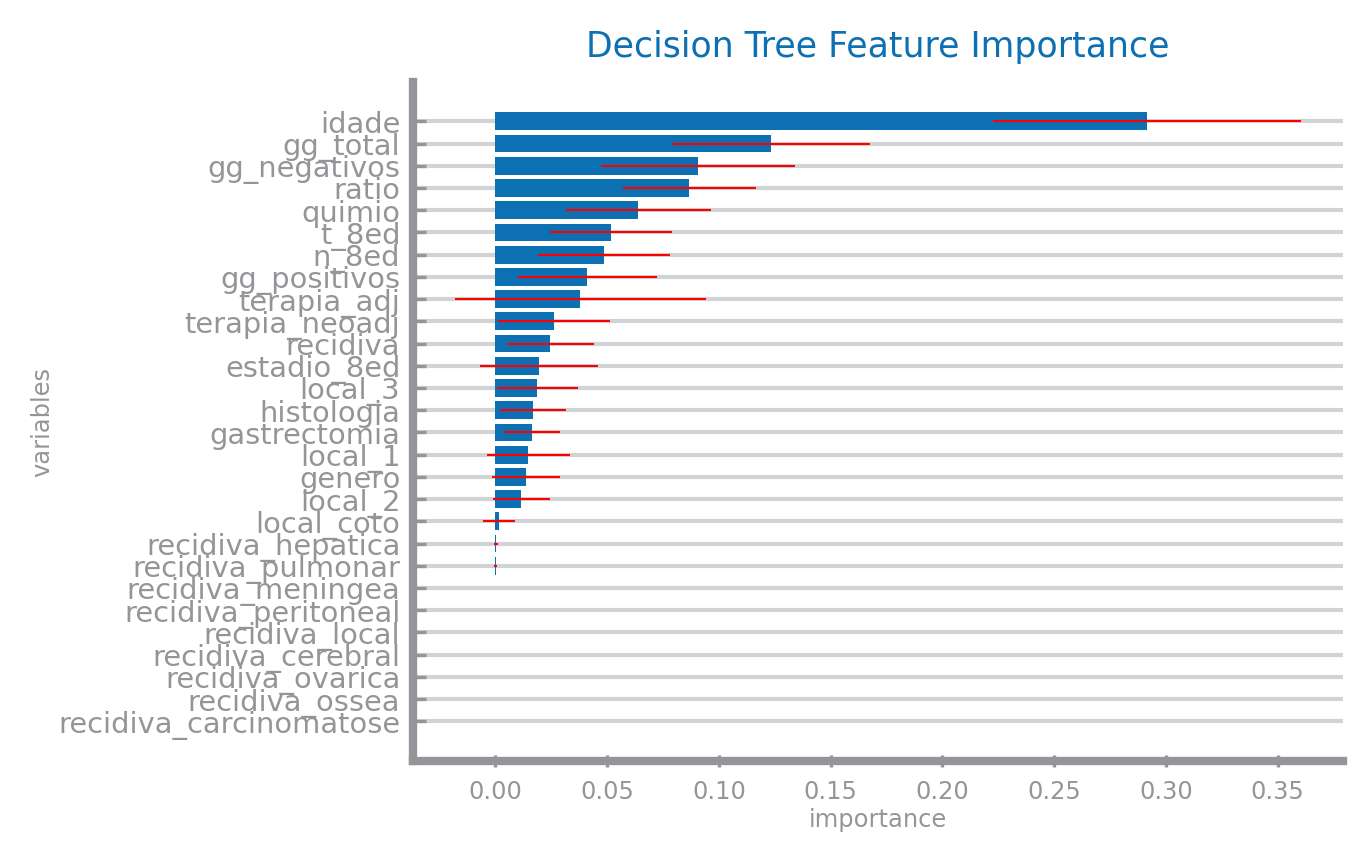 Decision Tree Feature Importance
idade
gg_total
gg_negativos
ratio
quimio
t_8ed
n_8ed
gg_positivos
terapia_adj
terapia_neoadj
recidiva
estadio_8ed
local_3
histologia
gastrectomia
local_1
genero
local_2
local_coto
recidiva_hepatica
recidiva_pulmonar
recidiva_meningea
recidiva_peritoneal
recidiva_local
recidiva_cerebral
recidiva_ovarica
recidiva_ossea
recidiva_carcinomatose
variables
0.00 0.05 0.10 0.15 0.20 0.25 0.30 0.35
importance